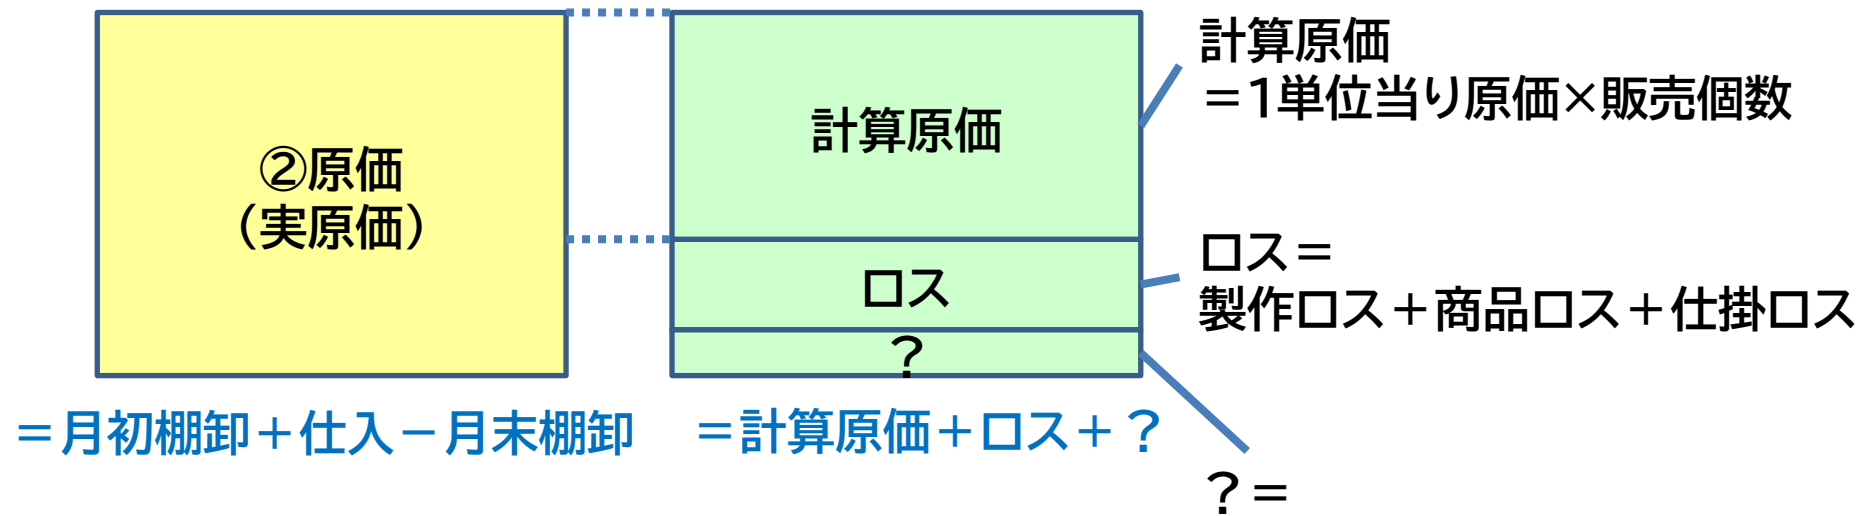 ②原価
（実原価）
＝月初棚卸＋仕入－月末棚卸
計算原価
ロス
？
＝計算原価＋ロス＋？
計算原価
＝1単位当り原価×販売個数
ロス＝
製作ロス＋商品ロス＋仕掛ロス
？＝